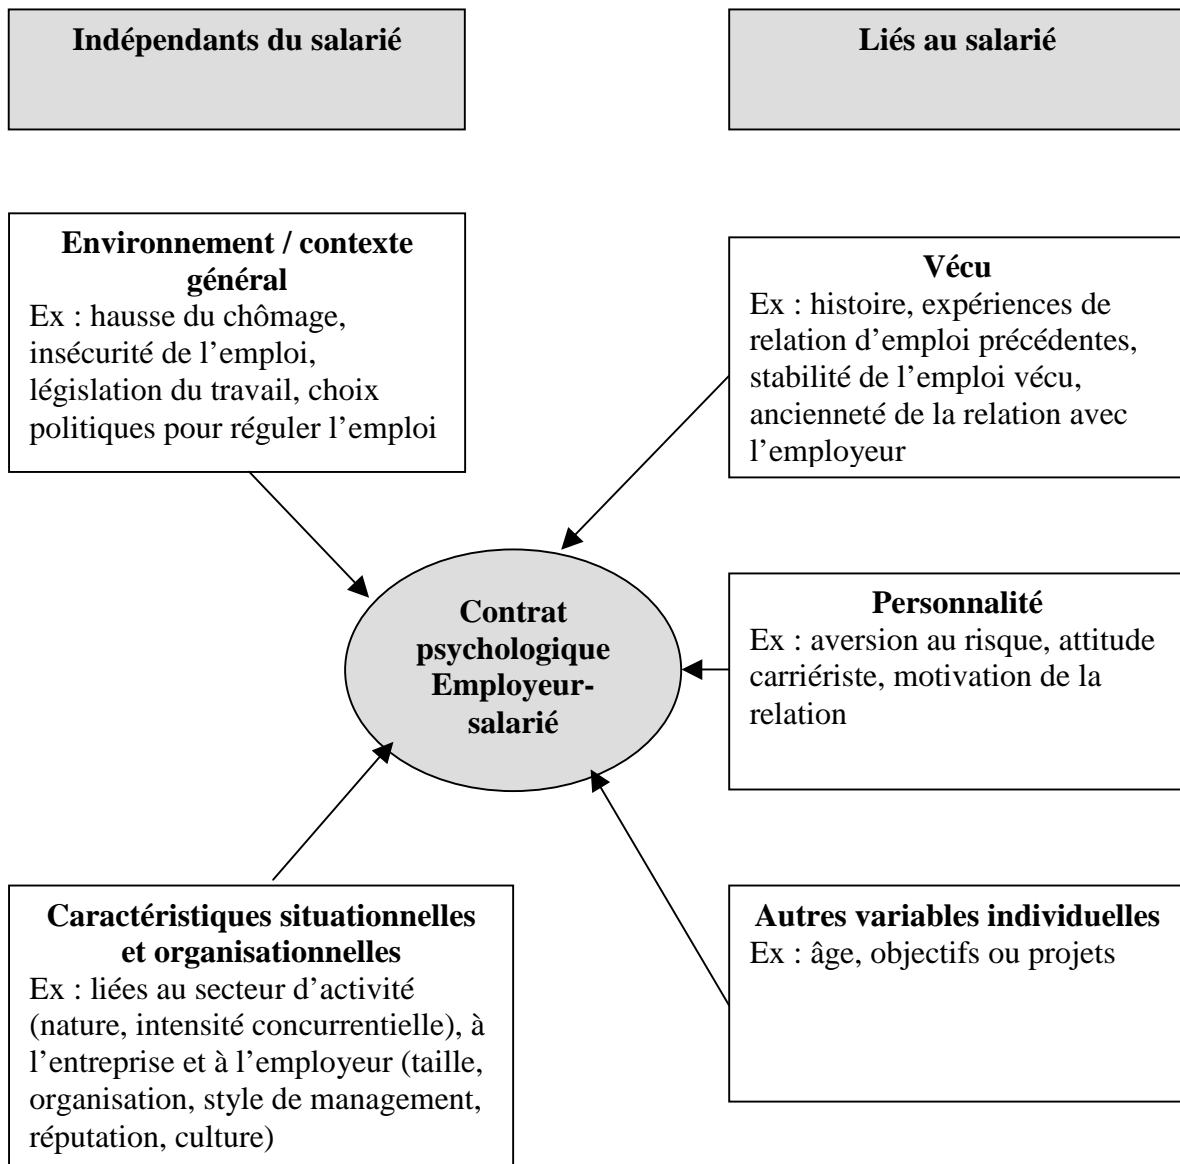 Indépendants du salarié
Liés au salarié
Environnement / contexte
général
Ex : hausse du chômage,
insécurité de l’emploi,
législation du travail, choix
politiques pour réguler l’emploi
Vécu
Ex : histoire, expériences de
relation d’emploi précédentes,
stabilité de l’emploi vécu,
ancienneté de la relation avec
l’employeur
Contrat
psychologique
Employeur-
salarié
Personnalité
Ex : aversion au risque, attitude
carriériste, motivation de la
relation
Caractéristiques situationnelles
et organisationnelles
Ex : liées au secteur d’activité
(nature, intensité concurrentielle), à
l’entreprise et à l’employeur (taille,
organisation, style de management,
réputation, culture)
Autres variables individuelles
Ex : âge, objectifs ou projets